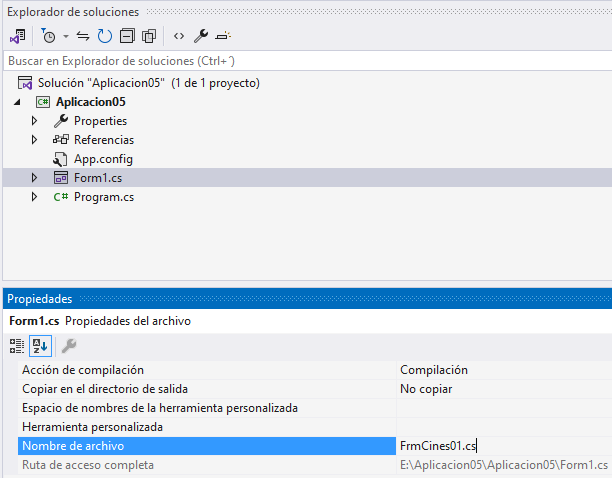 Explorador de soluciones
Buscar en Explorador de soluciones (Ctrl+´)
Solución "Aplicacion05" (1 de 1 proyecto)
C# Aplicacion05
Properties
Referencias
App.config
Form1.cs
C# Program.cs
Propiedades
Form1.cs Propiedades del archivo
Acción de compilación Compilación
Copiar en el directorio de salida No copiar
Espacio de nombres de la herramienta personalizada
Herramienta personalizada
Nombre de archivo FrmCines01.cs
Ruta de acceso completa E:\Aplicacion05\Aplicacion05\Form1.cs